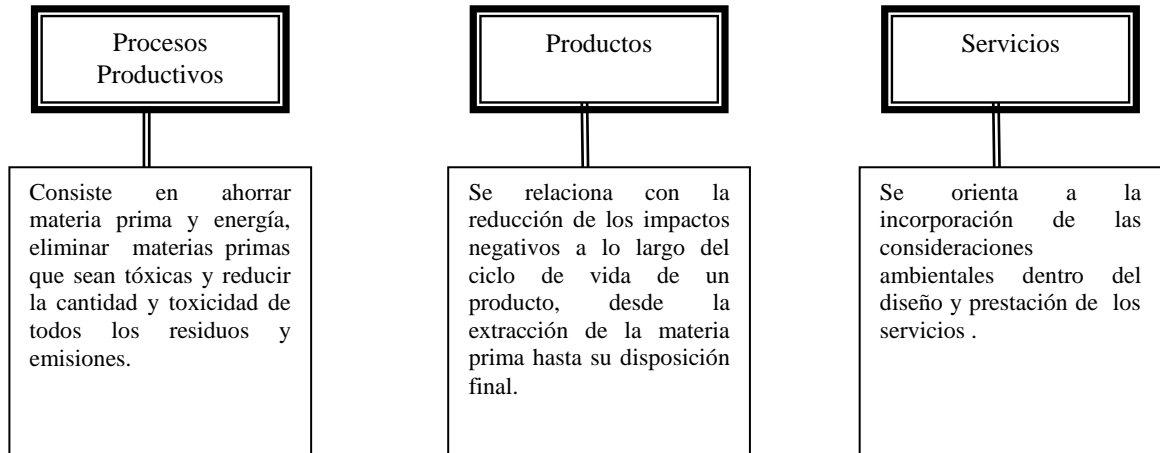 Procesos
Productivos
Consiste en ahorrar
materia prima y energía,
eliminar materias primas
que sean tóxicas y reducir
la cantidad y toxicidad de
todos los residuos y
emisiones.
Productos
Se relaciona con la
reducción de los impactos
negativos a lo largo del
ciclo de vida de un
producto, desde la
extracción de la materia
prima hasta su disposición
final.
Servicios
Se orienta a la
incorporación de las
consideraciones
ambientales dentro del
diseño y prestación de los
servicios .